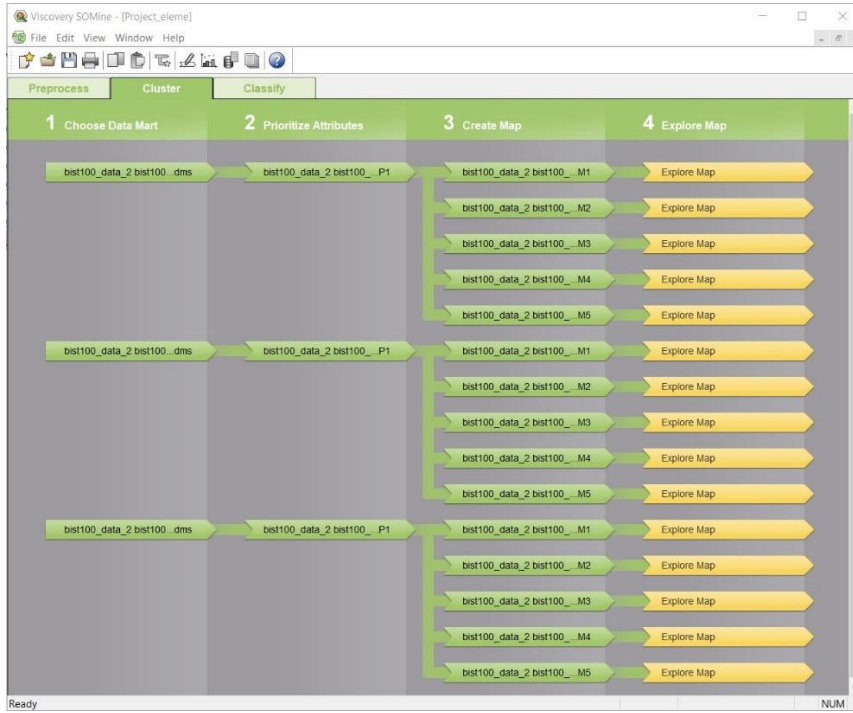 Viscovery SOMine - [Project_eleme]
File Edit View Window Help
Preprocess Cluster Classify
1 Choose Data Mart 2 Prioritize Attributes 3 Create Map 4 Explore Map
bist100_data_2 bist100...dms bist100_data_2 bist100_...P1 bist100_data_2 bist100_...M1 Explore Map
bist100_data_2 bist100_...M2 Explore Map
bist100_data_2 bist100_...M3 Explore Map
bist100_data_2 bist100_...M4 Explore Map
bist100_data_2 bist100_...M5 Explore Map
bist100_data_2 bist100...dms bist100_data_2 bist100_...P1 bist100_data_2 bist100_...M1 Explore Map
bist100_data_2 bist100_...M2 Explore Map
bist100_data_2 bist100_...M3 Explore Map
bist100_data_2 bist100_...M4 Explore Map
bist100_data_2 bist100_...M5 Explore Map
bist100_data_2 bist100...dms bist100_data_2 bist100_...P1 bist100_data_2 bist100_...M1 Explore Map
bist100_data_2 bist100_...M2 Explore Map
bist100_data_2 bist100_...M3 Explore Map
bist100_data_2 bist100_...M4 Explore Map
bist100_data_2 bist100_...M5 Explore Map
Ready NUM